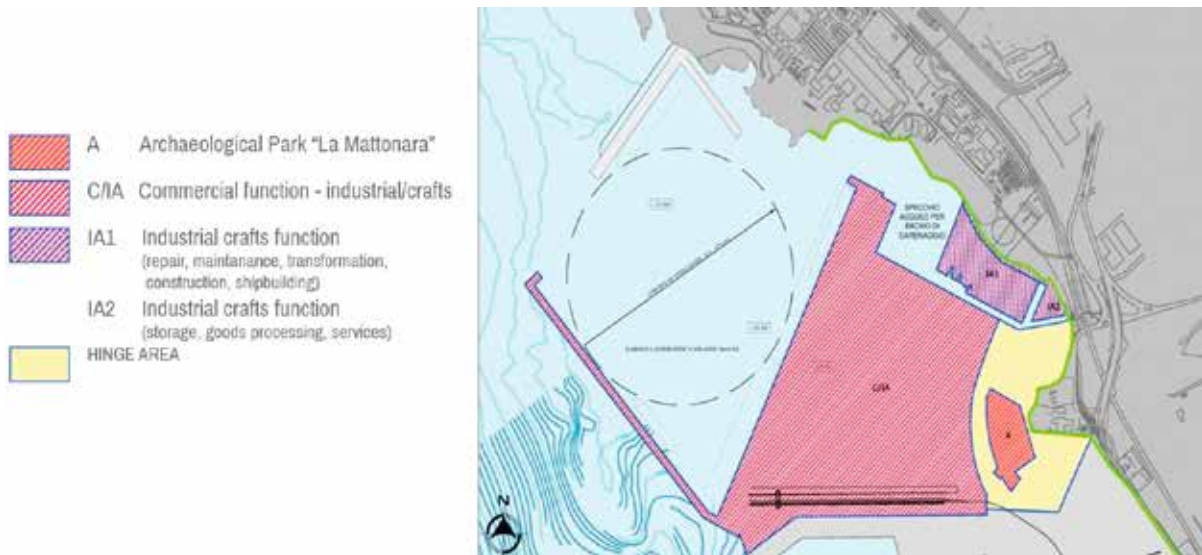 A Archaeological Park “La Mattonara”
C/IA Commercial function - industrial/crafts
IA1 Industrial crafts function
(repair, maintanance, transformation,
construction, shipbuilding)
IA2 Industrial crafts function
(storage, goods processing, services)
HINGE AREA
SPECCHIO
ACQUEO PER
BACINO DI
CARENAGGIO
IA1
IA2
C/IA
A
Z